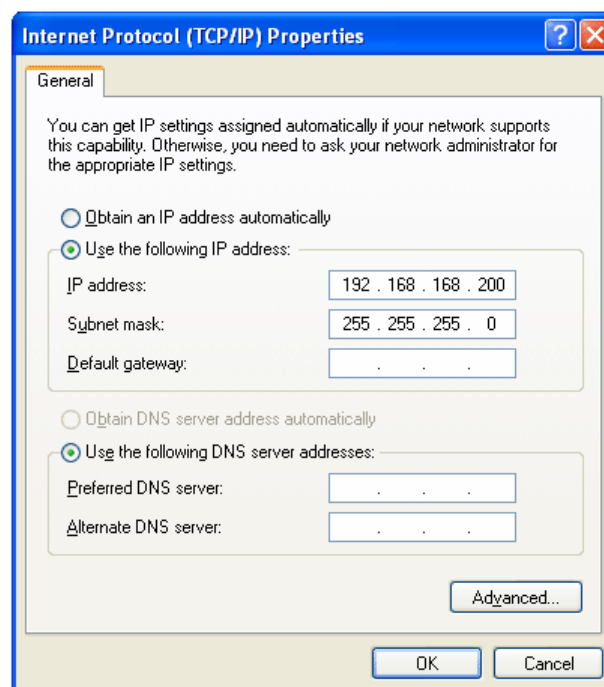 Internet Protocol (TCP/IP) Properties
General
You can get IP settings assigned automatically if your network supports
this capability. Otherwise, you need to ask your network administrator for
the appropriate IP settings.
Obtain an IP address automatically
Use the following IP address:
IP address: 192 . 168 . 168 . 200
Subnet mask: 255 . 255 . 255 . 0
Default gateway: . . .
Obtain DNS server address automatically
Use the following DNS server addresses:
Preferred DNS server: . . .
Alternate DNS server: . . .
Advanced...
OK Cancel